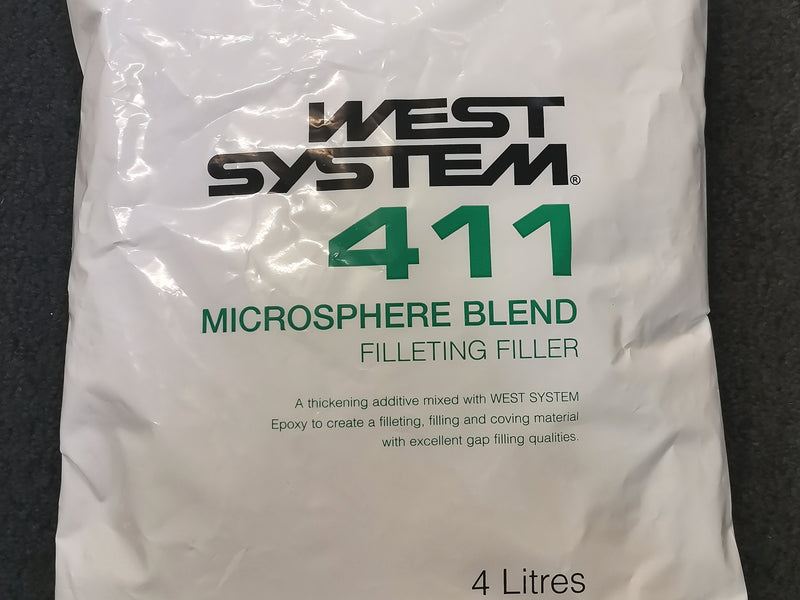 WEST
SYSTEM®
411
MICROSPHERE BLEND
FILLETING FILLER
A thickening additive mixed with WEST SYSTEM
Epoxy to create a filleting, filling and coving material
with excellent gap filling qualities.
4 Litres